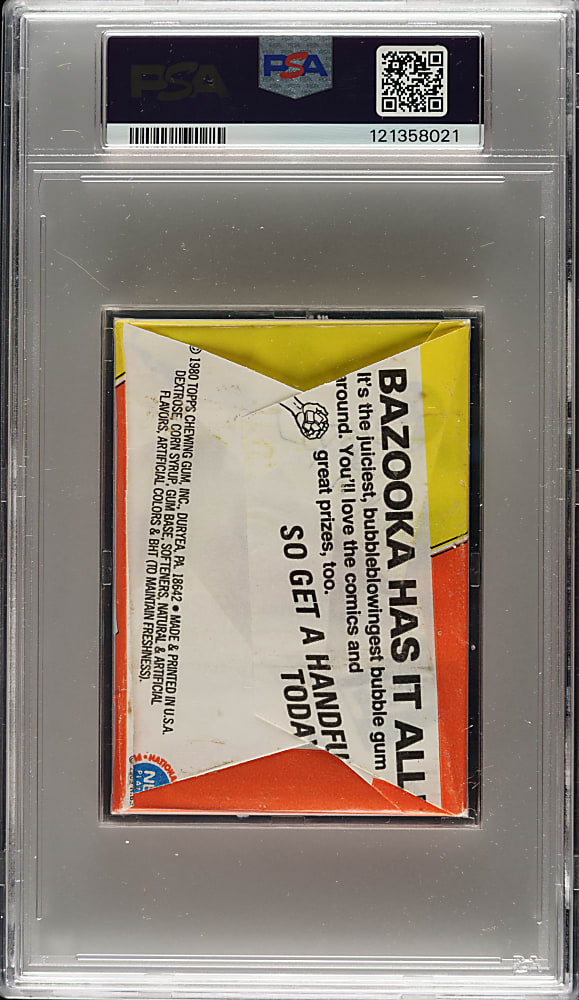 PSA
PSA
121358021
BAZOOKA HAS IT ALL!
It's the juiciest, bubbleblowingest bubble gum
around. You'll love the comics and
great prizes, too.
SO GET A HANDFU
TODAY
© 1980 TOPPS CHEWING GUM, INC., DURYEA, PA. 18642 • MADE & PRINTED IN U.S.A.
DEXTROSE, CORN SYRUP, GUM BASE, SOFTENERS, NATURAL & ARTIFICIAL
FLAVORS, ARTIFICIAL COLORS & BHT (TO MAINTAIN FRESHNESS).
• NATIONA